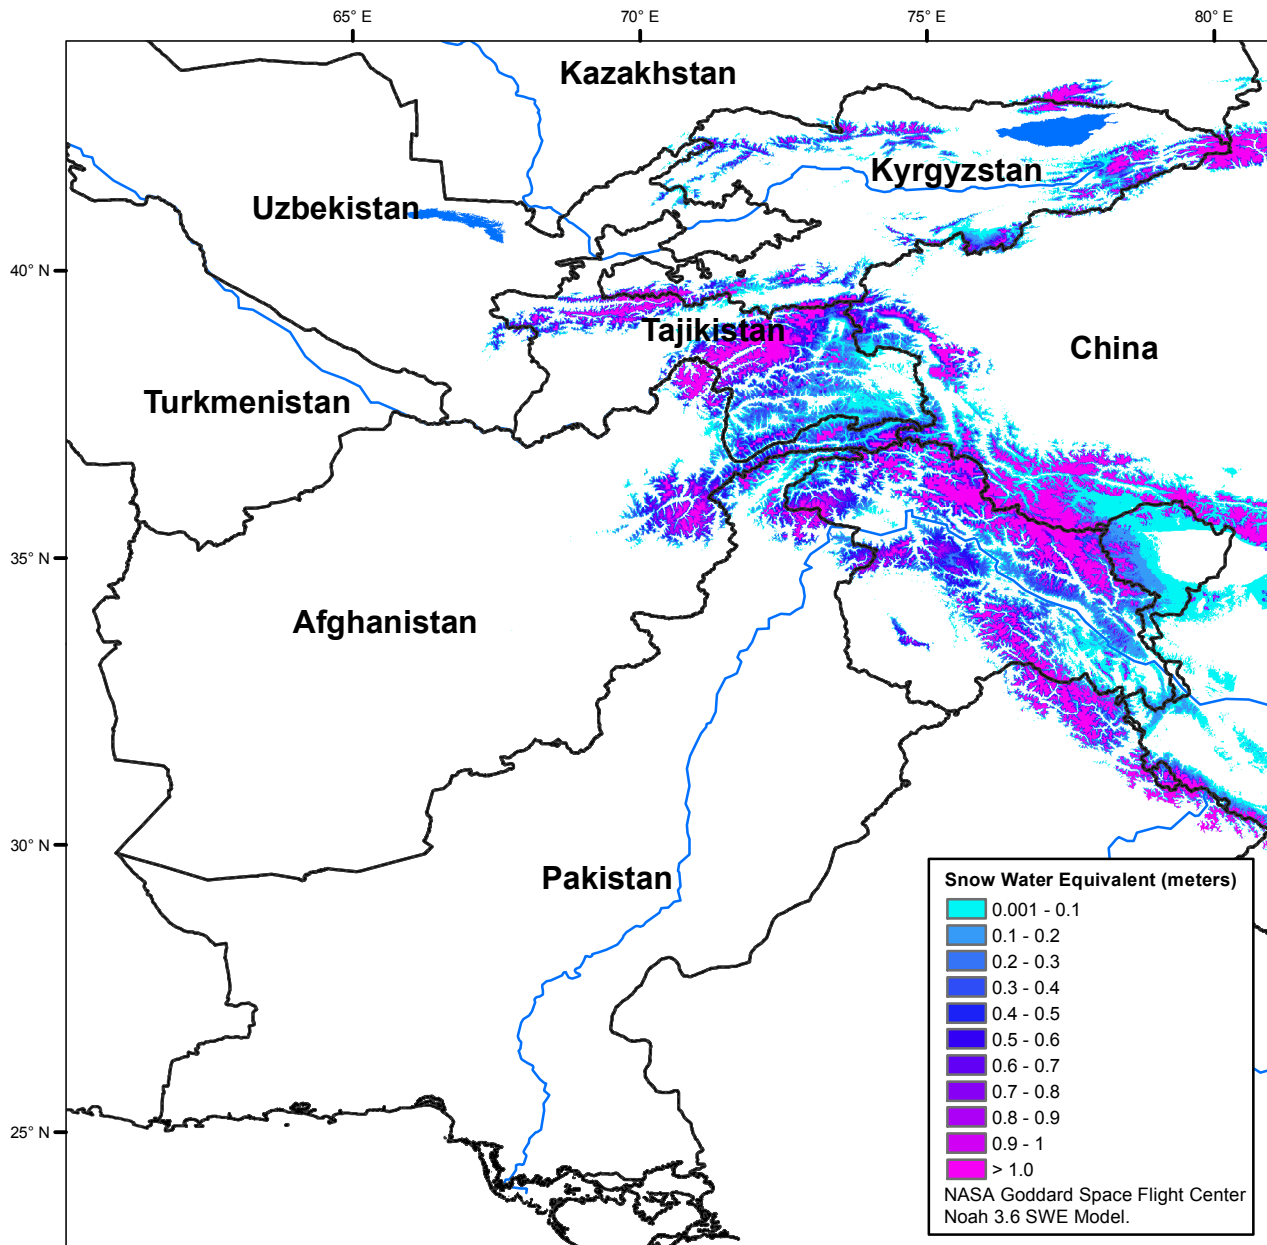 65° E
70° E
75° E
80° E
Kazakhstan
Kyrgyzstan
Uzbekistan
40° N
Tajikistan
China
Turkmenistan
35° N
Afghanistan
30° N
Pakistan
25° N
Snow Water Equivalent (meters)
0.001 - 0.1
0.1 - 0.2
0.2 - 0.3
0.3 - 0.4
0.4 - 0.5
0.5 - 0.6
0.6 - 0.7
0.7 - 0.8
0.8 - 0.9
0.9 - 1
> 1.0
NASA Goddard Space Flight Center
Noah 3.6 SWE Model.